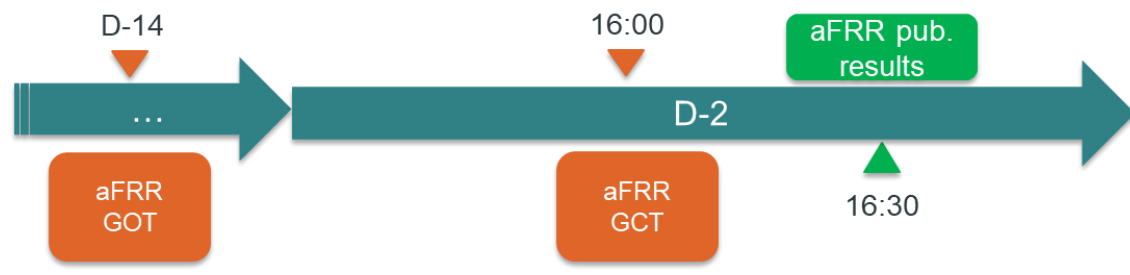 D-14
16:00
aFRR pub.
results
...
D-2
aFRR
GOT
aFRR
GCT
16:30